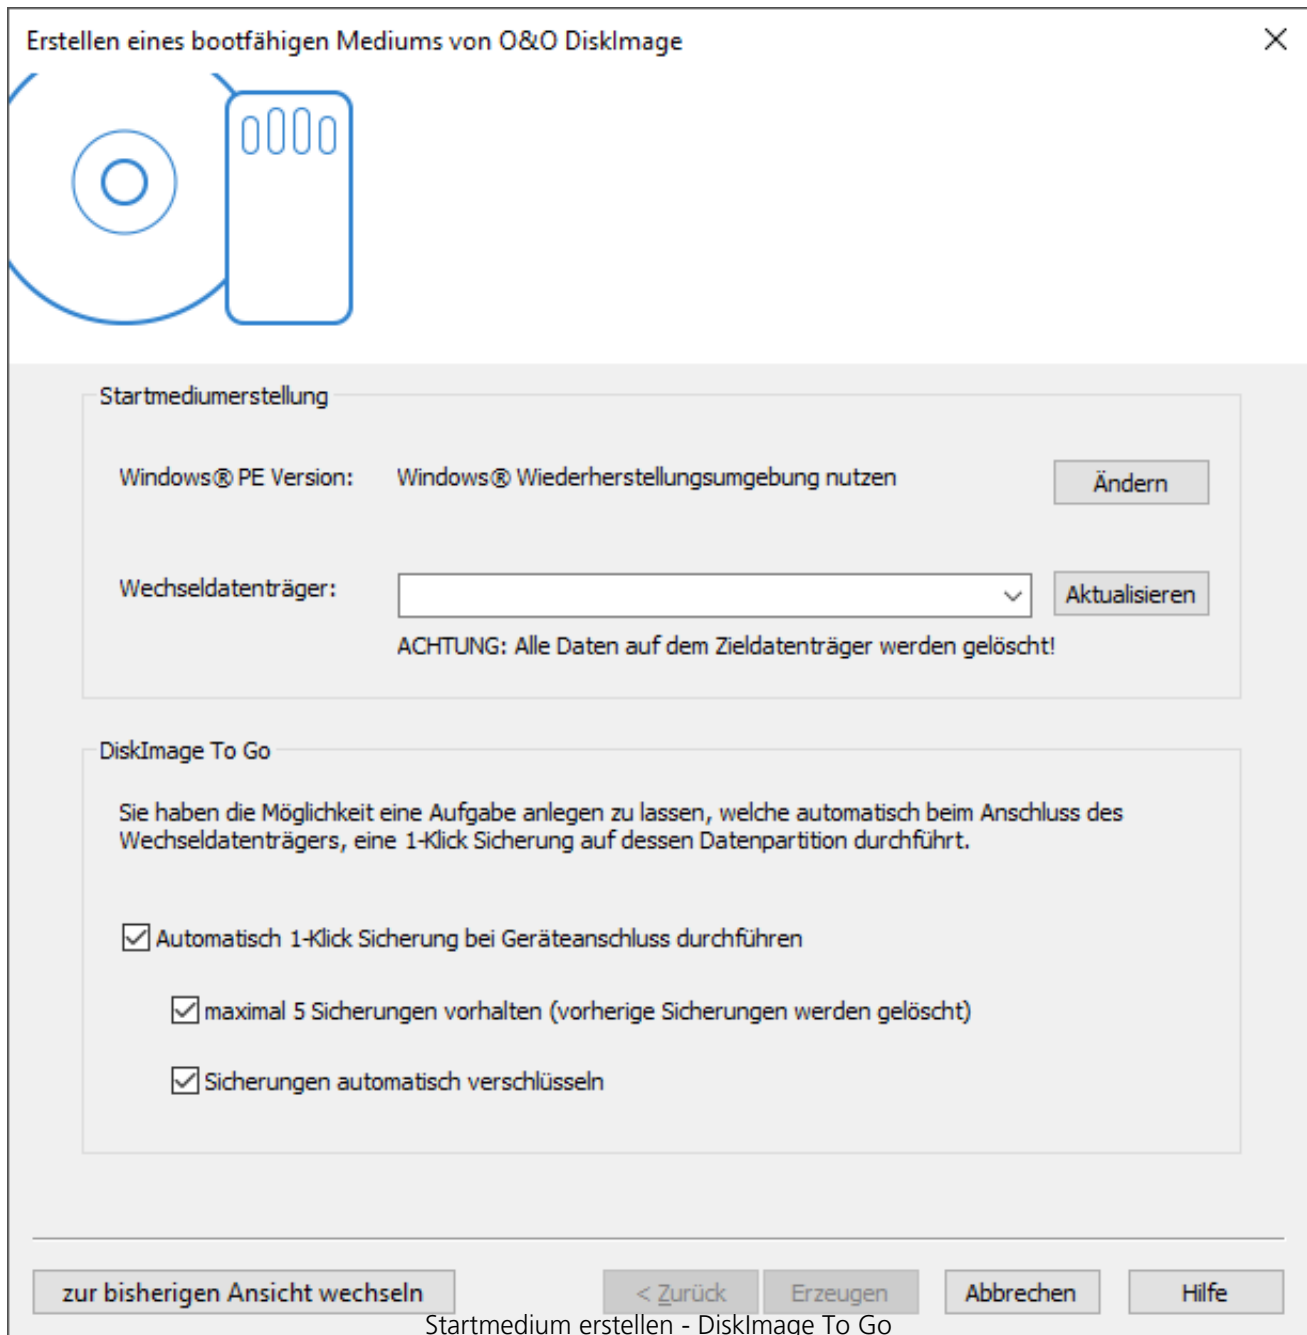 Erstellen eines bootfähigen Mediums von O&O DiskImage
Startmediumerstellung
Windows® PE Version: Windows® Wiederherstellungsumgebung nutzen Ändern
Wechseldatenträger: Aktualisieren
ACHTUNG: Alle Daten auf dem Zieldatenträger werden gelöscht!
DiskImage To Go
Sie haben die Möglichkeit eine Aufgabe anlegen zu lassen, welche automatisch beim Anschluss des
Wechseldatenträgers, eine 1-Klick Sicherung auf dessen Datenpartition durchführt.
Automatisch 1-Klick Sicherung bei Geräteanschluss durchführen
maximal 5 Sicherungen vorhalten (vorherige Sicherungen werden gelöscht)
Sicherungen automatisch verschlüsseln
zur bisherigen Ansicht wechseln < Zurück Erzeugen Abbrechen Hilfe
Startmedium erstellen - DiskImage To Go